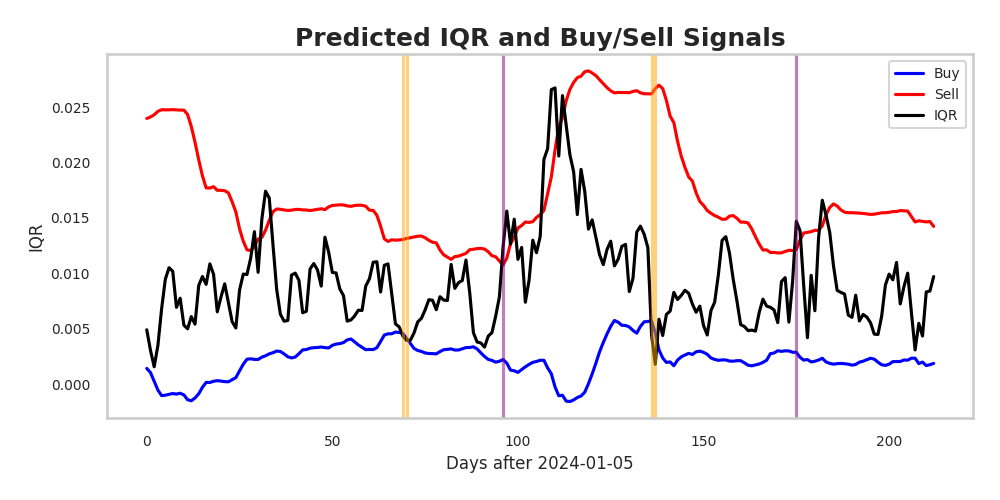 Predicted IQR and Buy/Sell Signals
Buy
Sell
IQR
IQR
0.025
0.020
0.015
0.010
0.005
0.000
0 50 100 150 200
Days after 2024-01-05